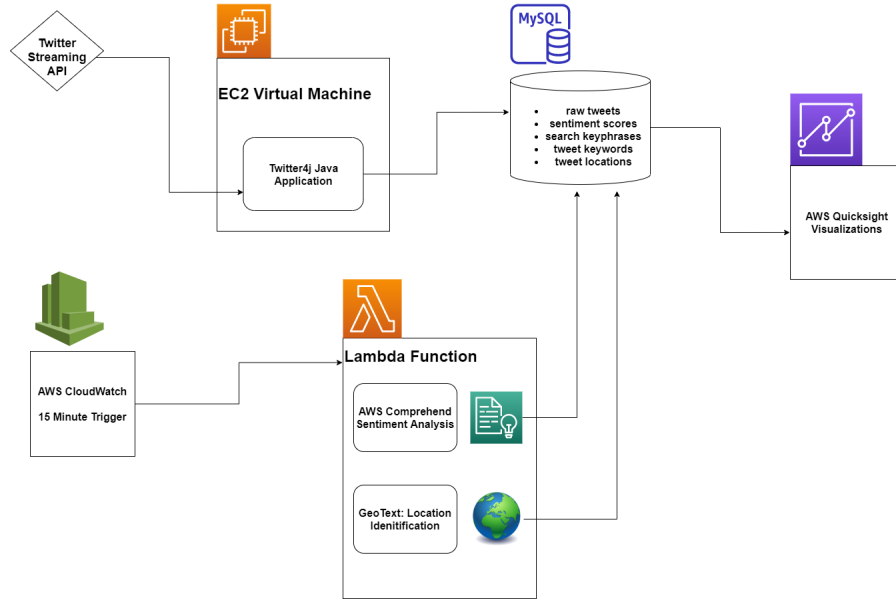 Twitter
Streaming
API
EC2 Virtual Machine
Twitter4j Java
Application
MySQL
raw tweets
sentiment scores
search keyphrases
tweet keywords
tweet locations
AWS Quicksight
Visualizations
AWS CloudWatch
15 Minute Trigger
Lambda Function
AWS Comprehend
Sentiment Analysis
GeoText: Location
Idenitification